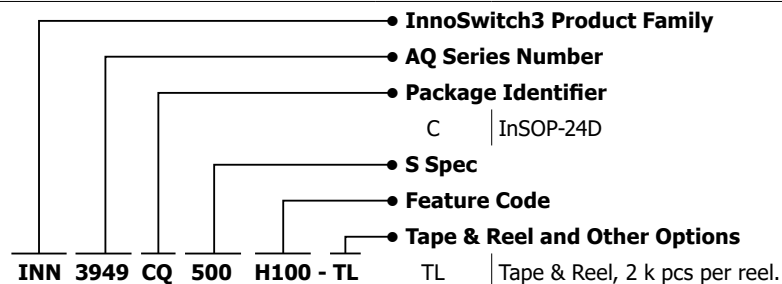 InnoSwitch3 Product Family
AQ Series Number
Package Identifier
C InSOP-24D
S Spec
Feature Code
Tape & Reel and Other Options
INN 3949 CQ 500 H100 - TL TL Tape & Reel, 2 k pcs per reel.